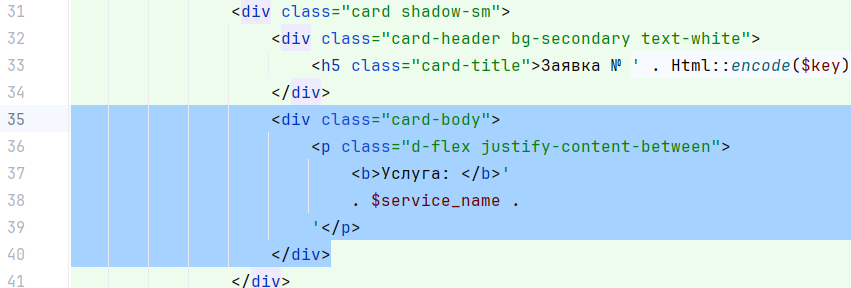 31 <div class="card shadow-sm">
32 <div class="card-header bg-secondary text-white">
33 <h5 class="card-title">Заявка № ' . Html::encode($key)
34 </div>
35 <div class="card-body">
36 <p class="d-flex justify-content-between">
37 <b>Услуга: </b>'
38 . $service_name .
39 '</p>
40 </div>
41 </div>